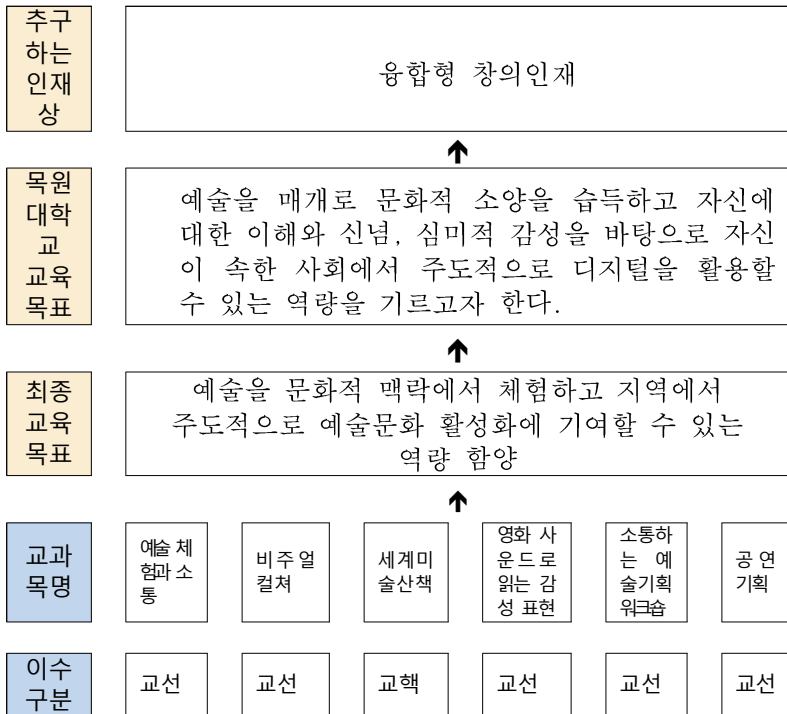 추구
하는
인재
상
융합형 창의인재
목원
대학
교
교육
목표
예술을 매개로 문화적 소양을 습득하고 자신에
대한 이해와 신념, 심미적 감성을 바탕으로 자신
이 속한 사회에서 주도적으로 디지털을 활용할
수 있는 역량을 기르고자 한다.
최종
교육
목표
예술을 문화적 맥락에서 체험하고 지역에서
주도적으로 예술문화 활성화에 기여할 수 있는
역량 함양
교과
목명
예술 체
험과 소
통
비주얼
컬쳐
세계미
술산책
영화 사
운드로
읽는 감
성 표현
소통하
는 예
술기획
워크숍
공연
기획
이수
구분
교선
교선
교핵
교선
교선
교선